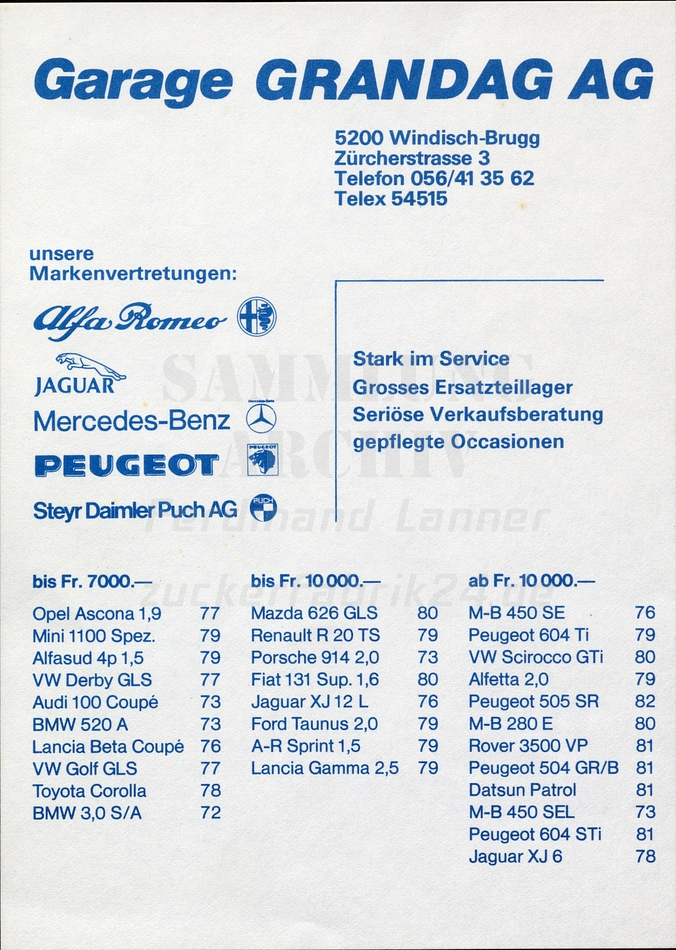 Garage GRANDAG AG
5200 Windisch-Brugg
Zürcherstrasse 3
Telefon 056/41 35 62
Telex 54515
unsere
Markenvertretungen:
Alfa Romeo
JAGUAR
Mercedes-Benz
PEUGEOT
Steyr Daimler Puch AG
PUCH
Stark im Service
Grosses Ersatzteillager
Seriöse Verkaufsberatung
gepflegte Occasionen
SAMMLUNG
ARCHIV
Ferdinand Lanner
zuckerfabrik24.de
bis Fr. 7000.—
Opel Ascona 1,9 77
Mini 1100 Spez. 79
Alfasud 4p 1,5 79
VW Derby GLS 77
Audi 100 Coupé 73
BMW 520 A 73
Lancia Beta Coupé 76
VW Golf GLS 77
Toyota Corolla 78
BMW 3,0 S/A 72
bis Fr. 10 000.—
Mazda 626 GLS 80
Renault R 20 TS 79
Porsche 914 2,0 73
Fiat 131 Sup. 1,6 80
Jaguar XJ 12 L 76
Ford Taunus 2,0 79
A-R Sprint 1,5 79
Lancia Gamma 2,5 79
ab Fr. 10 000.—
M-B 450 SE 76
Peugeot 604 Ti 79
VW Scirocco GTi 80
Alfetta 2,0 79
Peugeot 505 SR 82
M-B 280 E 80
Rover 3500 VP 81
Peugeot 504 GR/B 81
Datsun Patrol 81
M-B 450 SEL 73
Peugeot 604 STi 81
Jaguar XJ 6 78